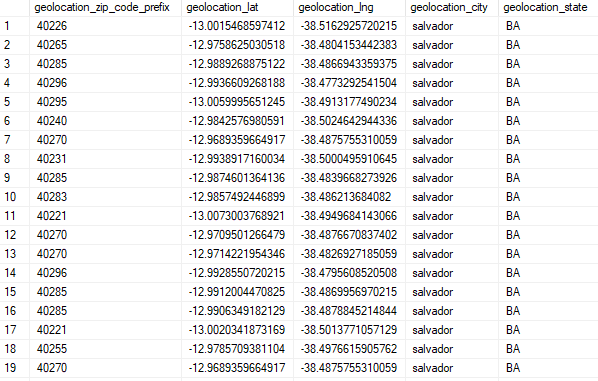 geolocation_zip_code_prefix geolocation_lat geolocation_lng geolocation_city geolocation_state
1 40226 -13.0015468597412 -38.5162925720215 salvador BA
2 40265 -12.9758625030518 -38.4804153442383 salvador BA
3 40285 -12.9889268875122 -38.4866943359375 salvador BA
4 40296 -12.9936609268188 -38.4773292541504 salvador BA
5 40295 -13.0059995651245 -38.4913177490234 salvador BA
6 40240 -12.9842576980591 -38.5024642944336 salvador BA
7 40270 -12.9689359664917 -38.4875755310059 salvador BA
8 40231 -12.9938917160034 -38.5000495910645 salvador BA
9 40285 -12.9874601364136 -38.4839668273926 salvador BA
10 40283 -12.9857492446899 -38.486213684082 salvador BA
11 40221 -13.0073003768921 -38.4949684143066 salvador BA
12 40270 -12.9709501266479 -38.4876670837402 salvador BA
13 40270 -12.9714221954346 -38.4826927185059 salvador BA
14 40296 -12.9928550720215 -38.4795608520508 salvador BA
15 40285 -12.9912004470825 -38.4869956970215 salvador BA
16 40285 -12.9906349182129 -38.4878845214844 salvador BA
17 40221 -13.0020341873169 -38.5013771057129 salvador BA
18 40255 -12.9785709381104 -38.4976615905762 salvador BA
19 40270 -12.9689359664917 -38.4875755310059 salvador BA